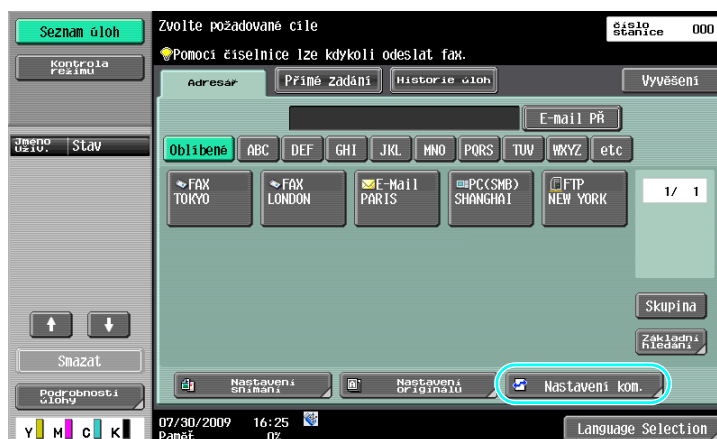 Seznam úloh
Kontrola
režimu
Jméno
Uživ.
Stav
Smazat
Podrobnosti
úlohy
Y M C K
Zvolte požadované cíle
číslo
stanice
000
Pomocí číselnice lze kdykoli odeslat fax.
Adresář
Přímé zadání
Historie úloh
Vyvěšení
E-mail PŘ
Oblíbené ABC DEF GHI JKL MNO PQRS TUV WXYZ etc
FAX
TOKYO
FAX
LONDON
E-Mail
PARIS
PC(SMB)
SHANGHAI
FTP
NEW YORK
1/ 1
Skupina
Základní
hledání
Nastavení
snímání
Nastavení
originálu
Nastavení kom.
07/30/2009 16:25
Paměť 0%
Language Selection